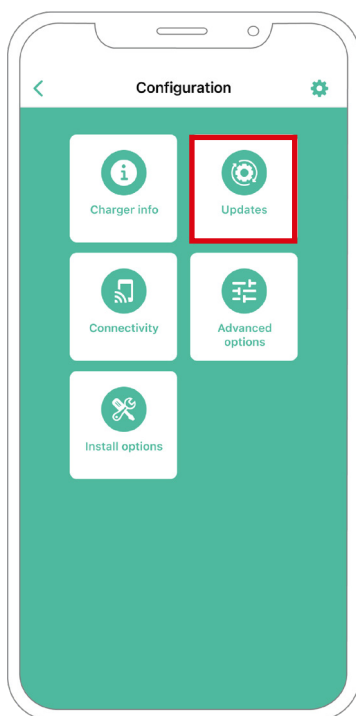 Configuration
Charger info
Updates
Connectivity
Advanced
options
Install options